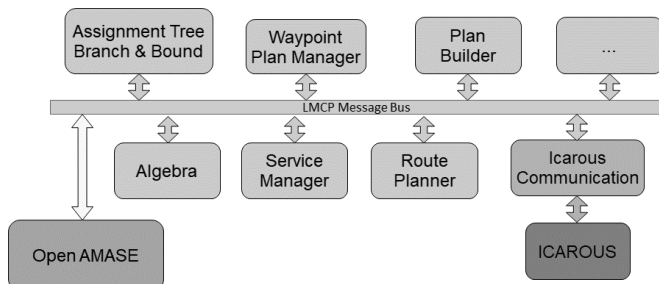 Assignment Tree
Branch & Bound
Waypoint
Plan Manager
Plan
Builder
...
LMCP Message Bus
Algebra
Service
Manager
Route
Planner
Icarous
Communication
Open AMASE
ICAROUS